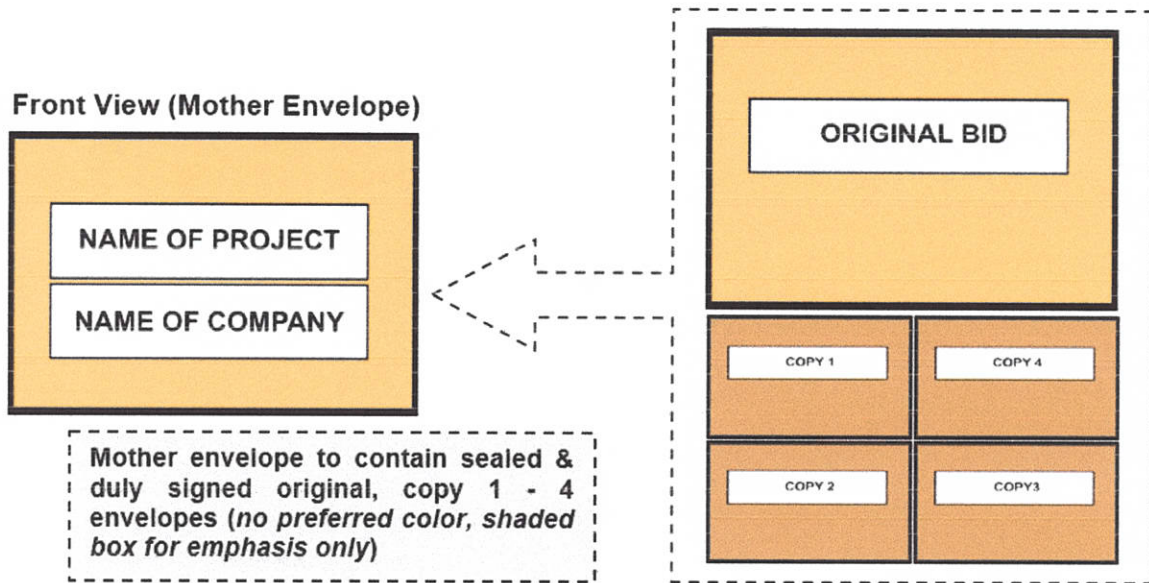 Front View (Mother Envelope)
NAME OF PROJECT
NAME OF COMPANY
Mother envelope to contain sealed &
duly signed original, copy 1 - 4
envelopes (no preferred color, shaded
box for emphasis only)
ORIGINAL BID
COPY 1
COPY 4
COPY 2
COPY3